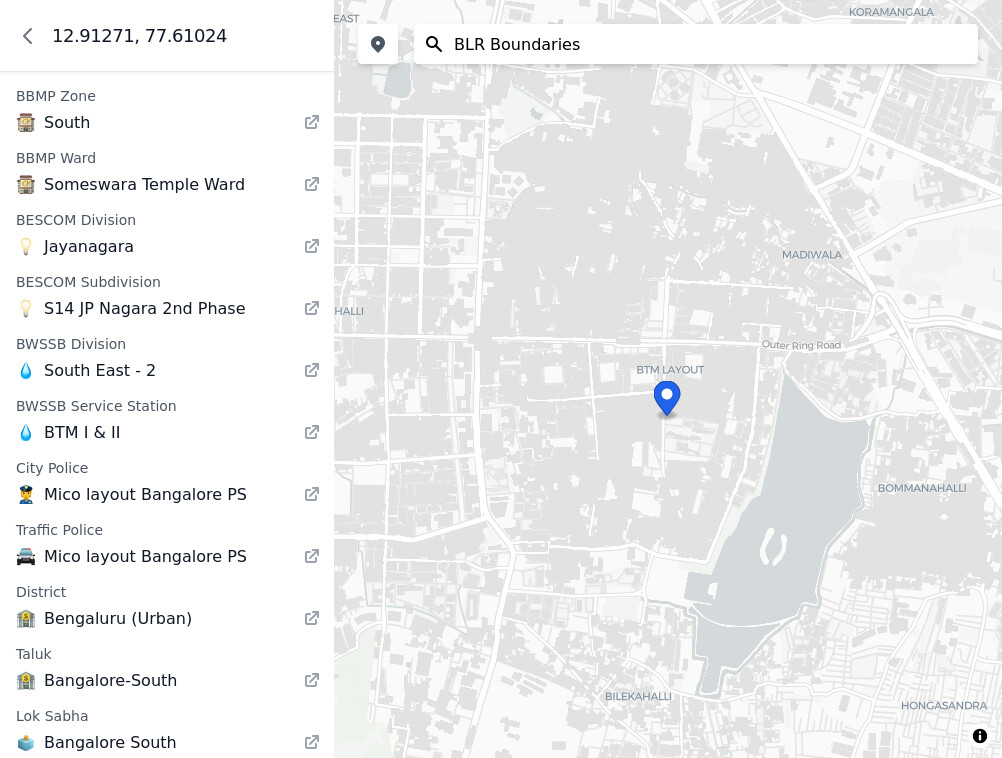 12.91271, 77.61024
BBMP Zone
South
BBMP Ward
Someswara Temple Ward
BESCOM Division
Jayanagara
BESCOM Subdivision
S14 JP Nagara 2nd Phase
BWSSB Division
South East - 2
BWSSB Service Station
BTM I & II
City Police
Mico layout Bangalore PS
Traffic Police
Mico layout Bangalore PS
District
Bengaluru (Urban)
Taluk
Bangalore-South
Lok Sabha
Bangalore South
EAST
KORAMANGALA
BLR Boundaries
MADIWALA
HALLI
Outer Ring Road
BTM LAYOUT
BOMMANAHALLI
BILEKAHALLI
HONGASANDRA